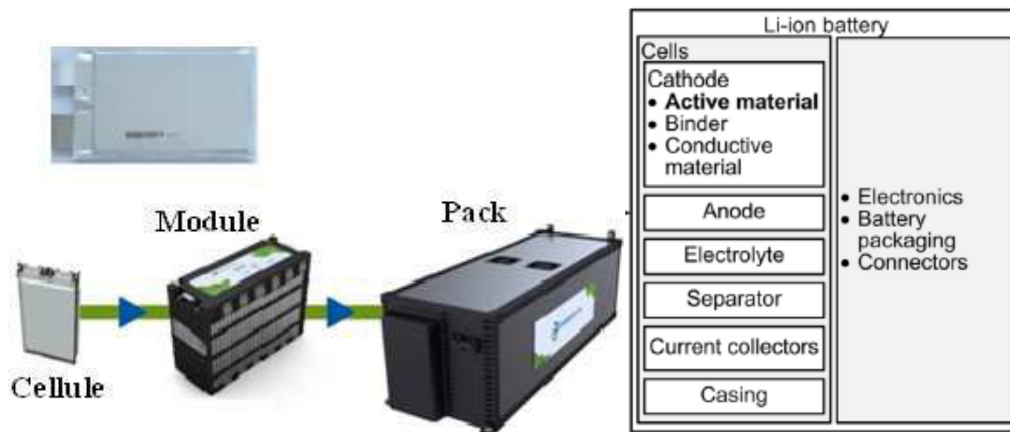 Li-ion battery
Cells
Cathode
• Active material
• Binder
• Conductive
material
Anode
Electrolyte
Separator
Current collectors
Casing
• Electronics
• Battery
packaging
• Connectors
Pack
Module
Cellule